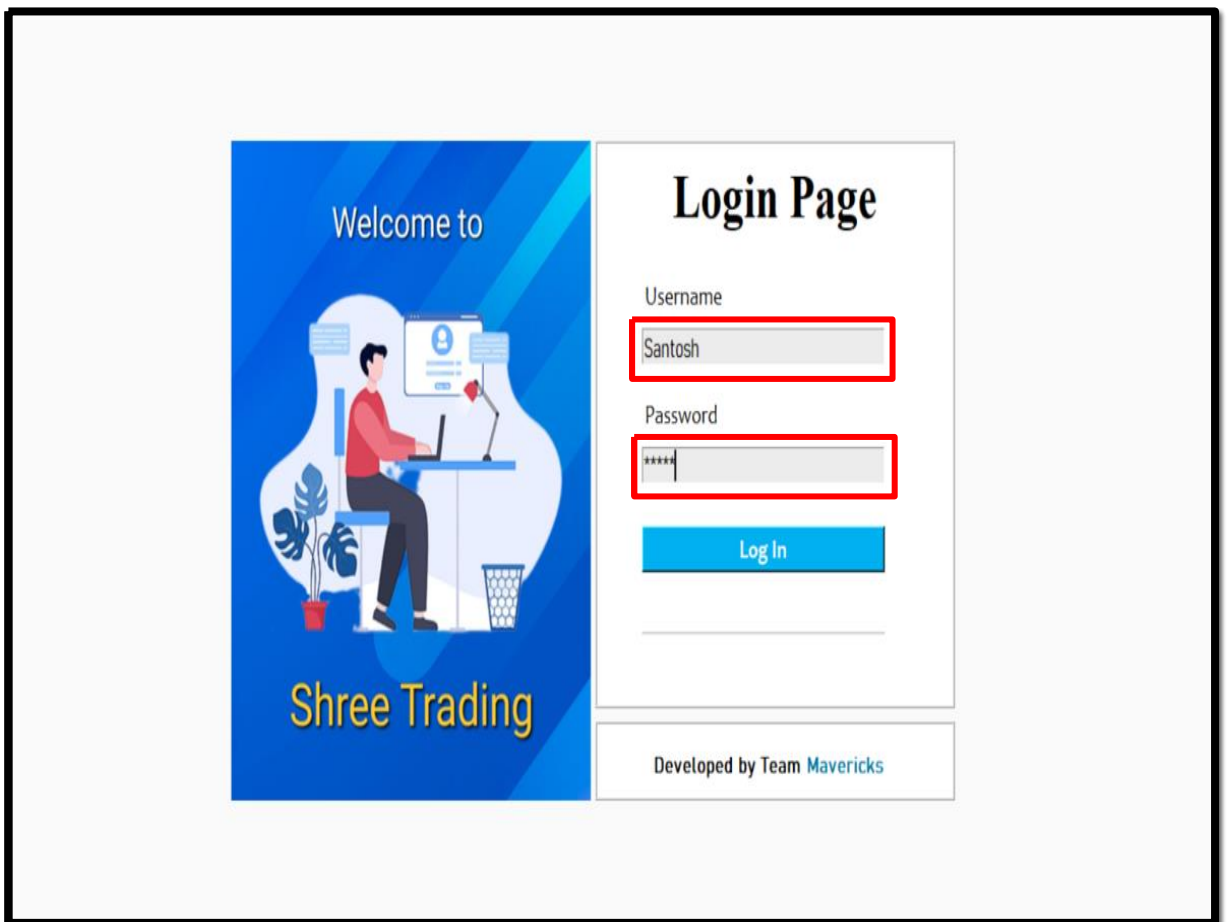 Welcome to
Shree Trading
Login Page
Username
Santosh
Password
*****
Log In
Developed by Team Mavericks